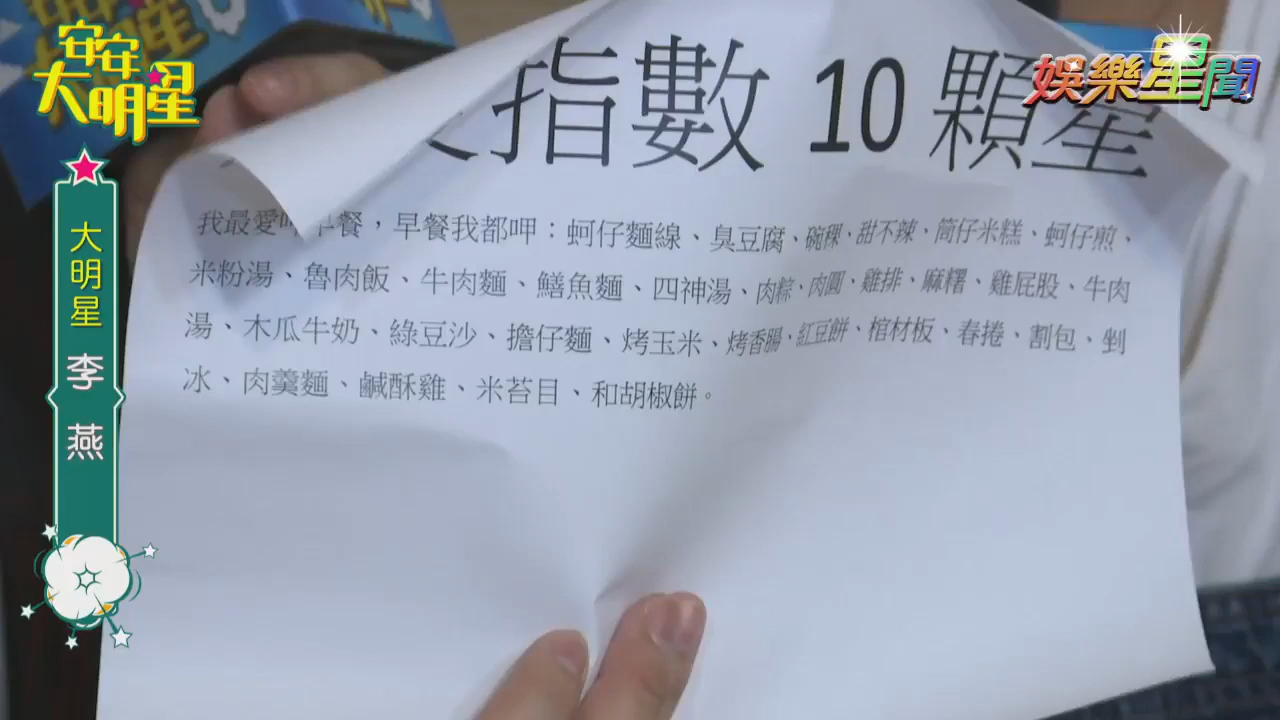 安安
大明星
娛樂星聞
大明星 李燕
指數 10 顆星
我最愛呷早餐，早餐我都呷：蚵仔麵線、臭豆腐、碗粿、甜不辣、筒仔米糕、蚵仔煎、
米粉湯、魯肉飯、牛肉麵、鱔魚麵、四神湯、肉粽、肉圓、雞排、麻糬、雞屁股、牛肉
湯、木瓜牛奶、綠豆沙、擔仔麵、烤玉米、烤香腸、紅豆餅、棺材板、春捲、割包、剉
冰、肉羹麵、鹹酥雞、米苔目、和胡椒餅。